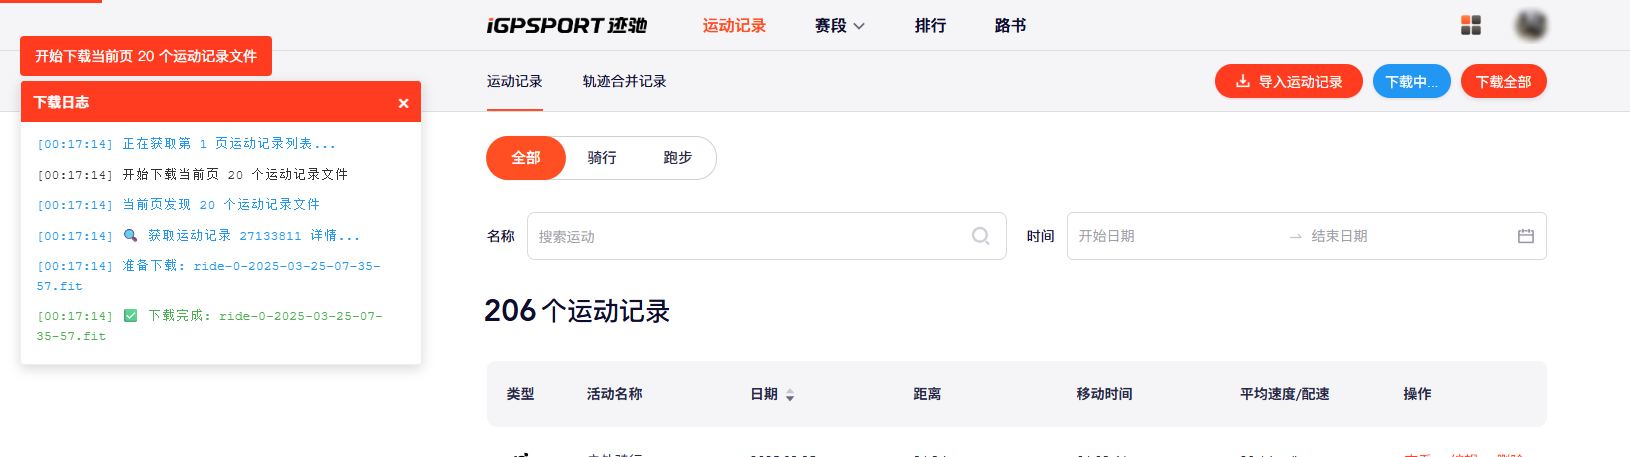 iGPSPORT 迹驰 运动记录 赛段 排行 路书
开始下载当前页 20 个运动记录文件
运动记录 轨迹合并记录 导入运动记录 下载中... 下载全部
下载日志 ×
[00:17:14] 正在获取第 1 页运动记录列表...
[00:17:14] 开始下载当前页 20 个运动记录文件
[00:17:14] 当前页发现 20 个运动记录文件
[00:17:14] 🔍 获取运动记录 27133811 详情...
[00:17:14] 准备下载: ride-0-2025-03-25-07-35-
57.fit
[00:17:14] ✅ 下载完成: ride-0-2025-03-25-07-
35-57.fit
全部 骑行 跑步
名称 搜索运动 时间 开始日期 → 结束日期
206 个运动记录
类型 活动名称 日期 距离 移动时间 平均速度/配速 操作